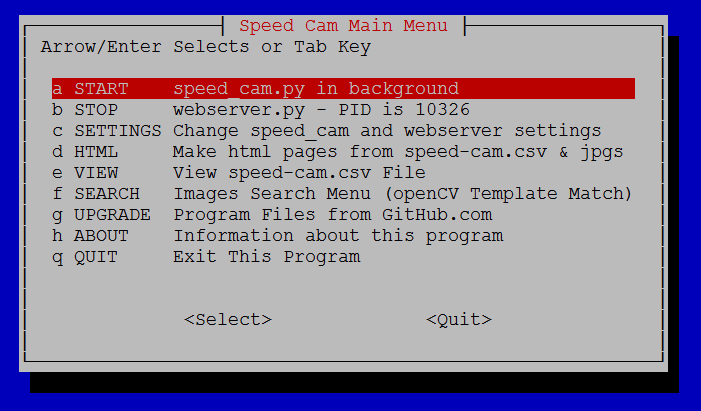 Speed Cam Main Menu
Arrow/Enter Selects or Tab Key
a START speed_cam.py in background
b STOP webserver.py - PID is 10326
c SETTINGS Change speed_cam and webserver settings
d HTML Make html pages from speed-cam.csv & jpgs
e VIEW View speed-cam.csv File
f SEARCH Images Search Menu (openCV Template Match)
g UPGRADE Program Files from GitHub.com
h ABOUT Information about this program
q QUIT Exit This Program
<Select> <Quit>